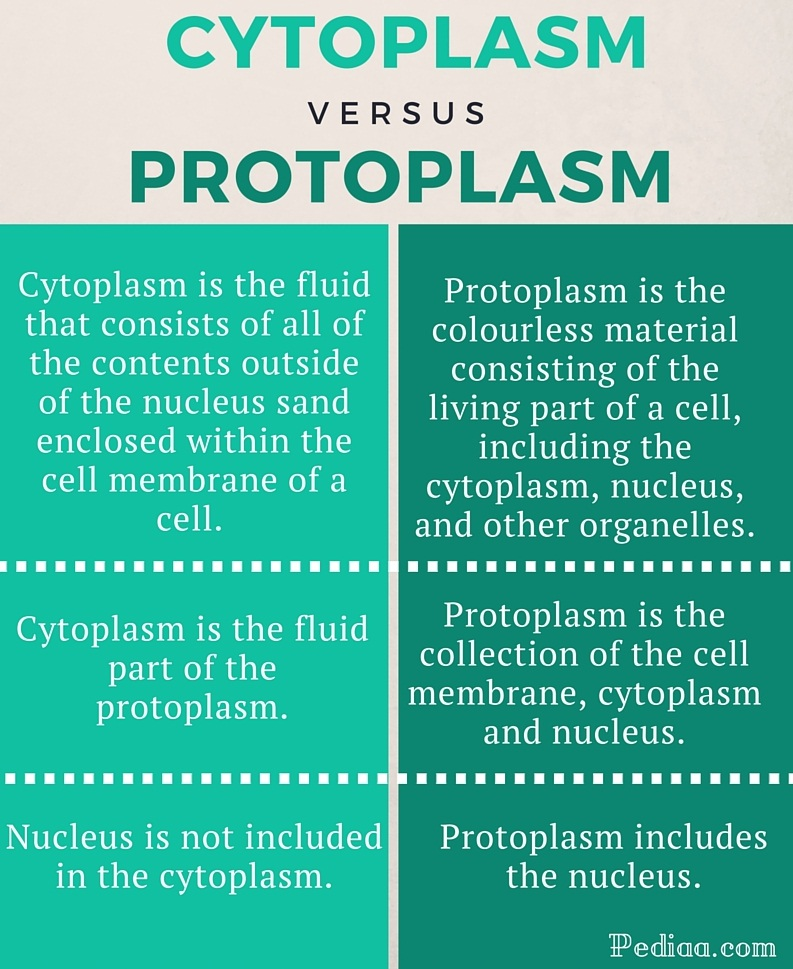 CYTOPLASM
VERSUS
PROTOPLASM
Cytoplasm is the fluid
that consists of all of
the contents outside
of the nucleus sand
enclosed within the
cell membrane of a
cell.
Protoplasm is the
colourless material
consisting of the
living part of a cell,
including the
cytoplasm, nucleus,
and other organelles.
Cytoplasm is the fluid
part of the
protoplasm.
Protoplasm is the
collection of the cell
membrane, cytoplasm
and nucleus.
Nucleus is not included
in the cytoplasm.
Protoplasm includes
the nucleus.
Pediaa.com